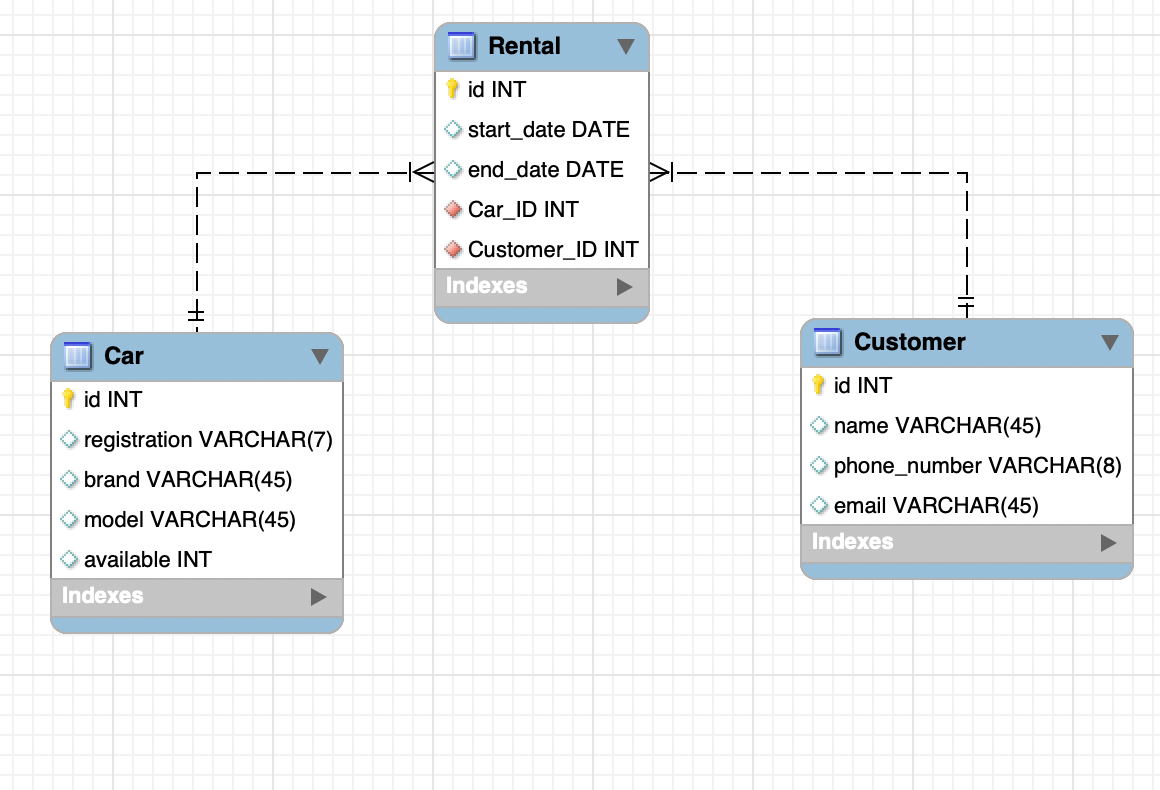 Rental
id INT
start_date DATE
end_date DATE
Car_ID INT
Customer_ID INT
Indexes
Car
id INT
registration VARCHAR(7)
brand VARCHAR(45)
model VARCHAR(45)
available INT
Indexes
Customer
id INT
name VARCHAR(45)
phone_number VARCHAR(8)
email VARCHAR(45)
Indexes